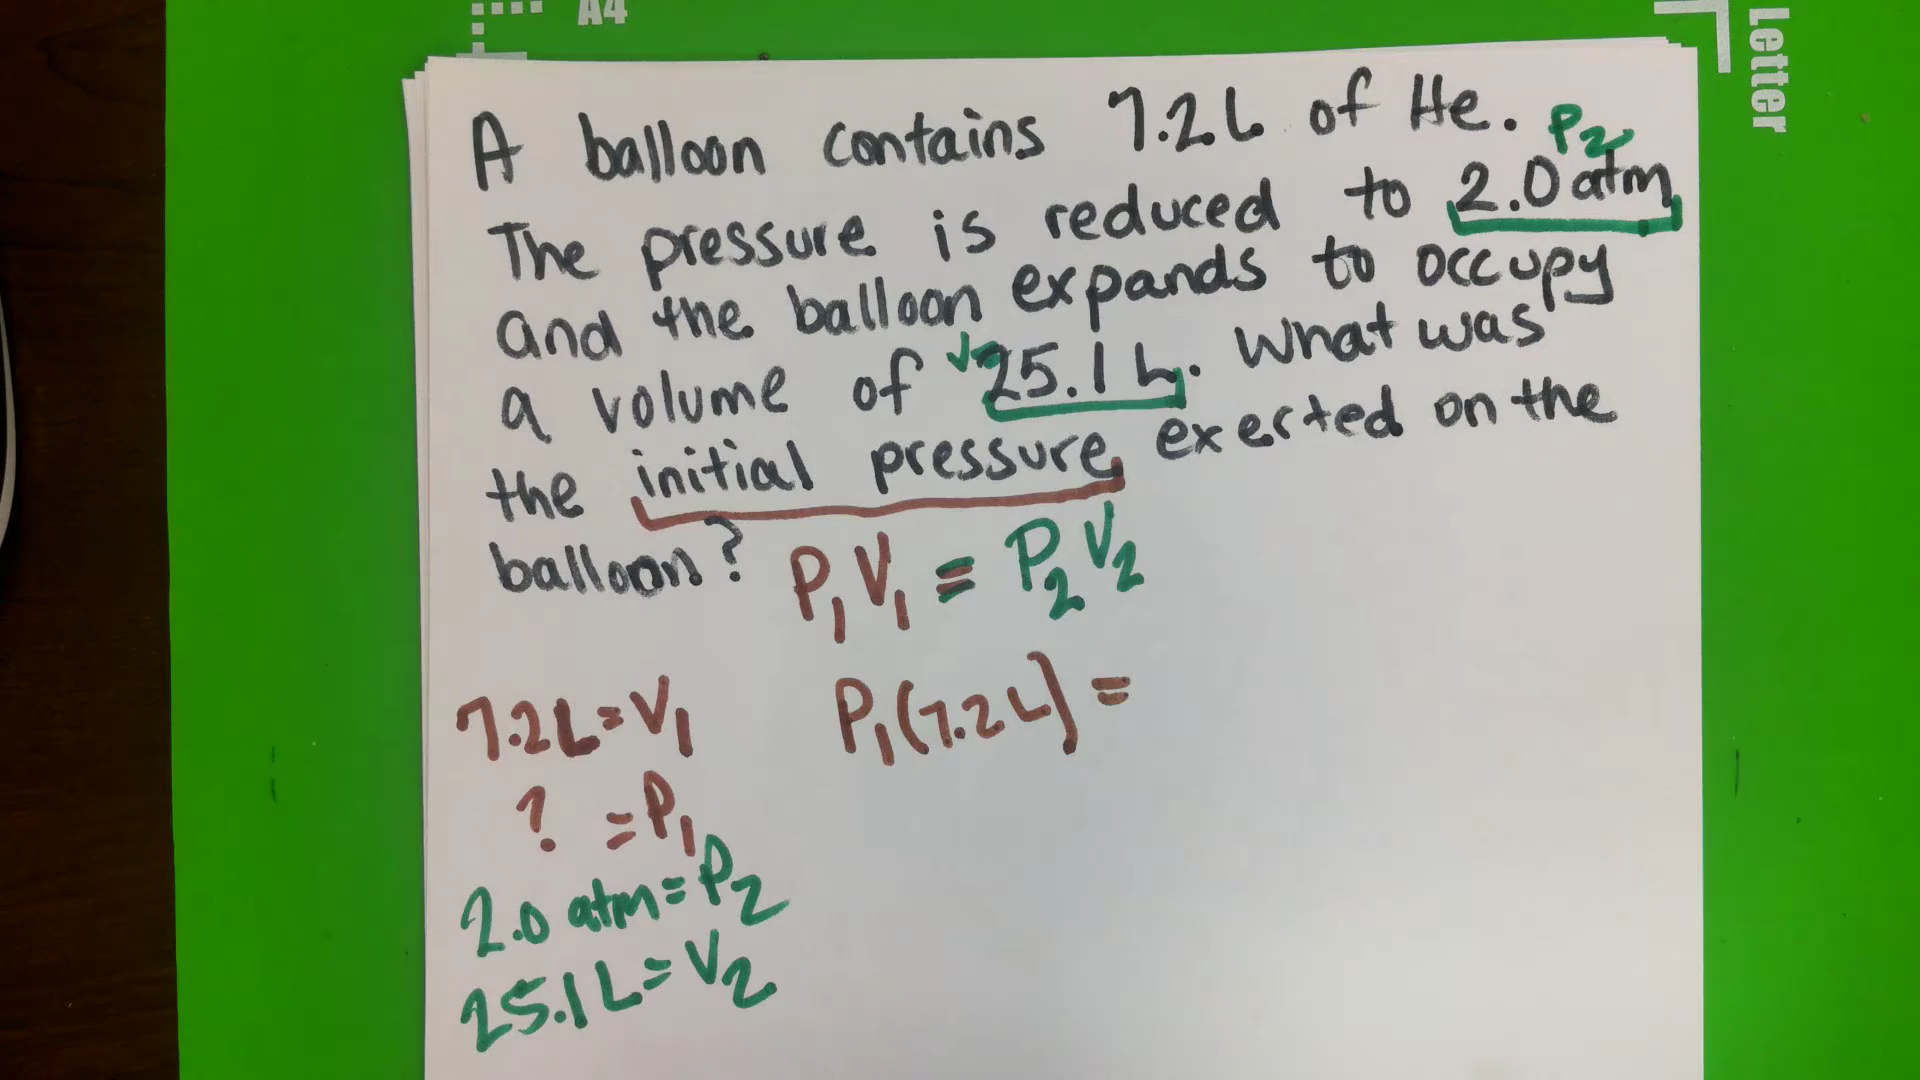 A4
Letter
A balloon contains 7.2L of He.
P2
The pressure is reduced to 2.0 atm
and the balloon expands to occupy
a volume of V2 25.1 L. What was
the initial pressure exerted on the
balloon?
P₁V₁ = P₂V₂
7.2L = V₁
P₁(7.2L) =
? = P₁
2.0 atm = P₂
25.1 L = V₂